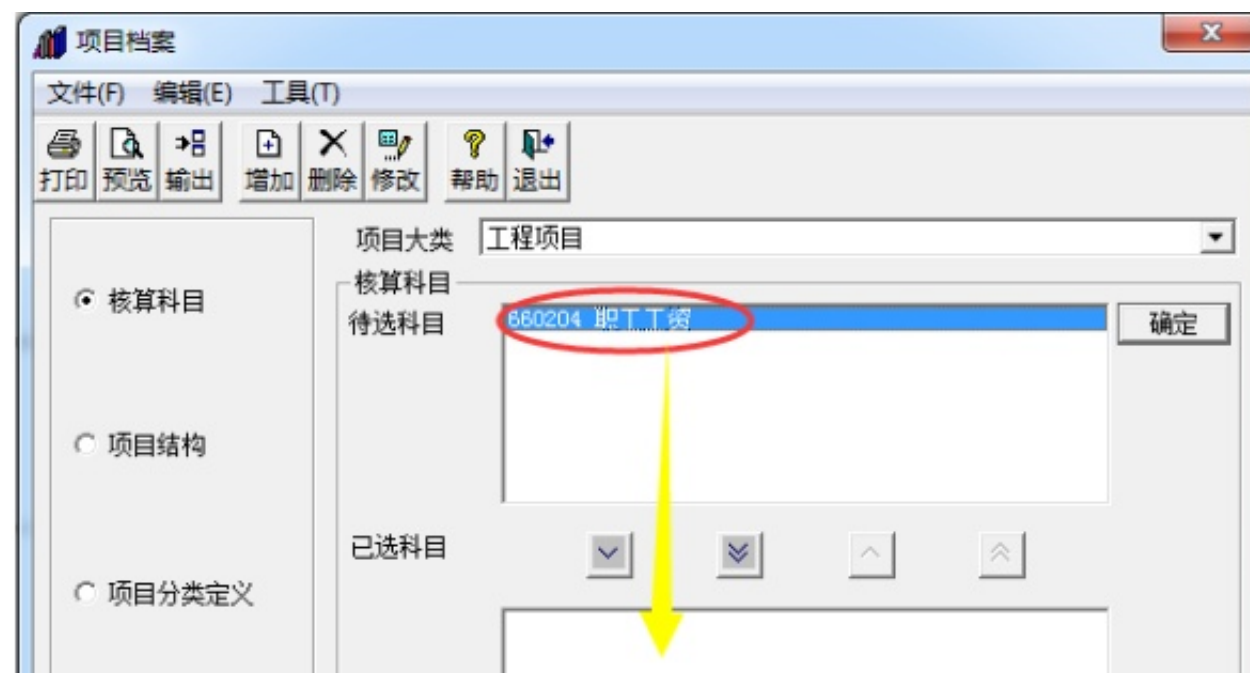 项目档案
文件(F) 编辑(E) 工具(T)
打印 预览 输出 增加 删除 修改 帮助 退出
项目大类 工程项目
核算科目
核算科目
待选科目 660204 职工工资 确定
项目结构
已选科目
项目分类定义